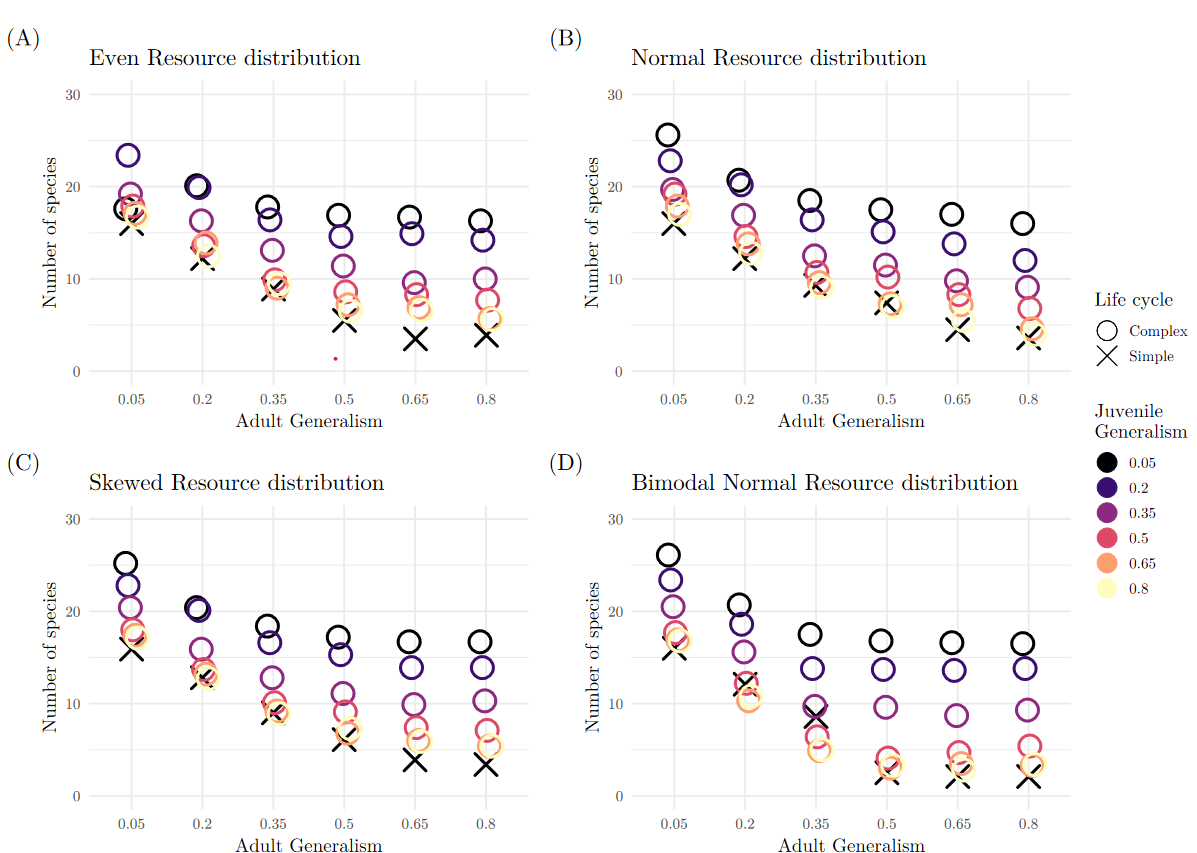 (A)
Even Resource distribution
Number of species
30
20
10
0
0.05 0.2 0.35 0.5 0.65 0.8
Adult Generalism
(B)
Normal Resource distribution
Number of species
30
20
10
0
0.05 0.2 0.35 0.5 0.65 0.8
Adult Generalism
(C)
Skewed Resource distribution
Number of species
30
20
10
0
0.05 0.2 0.35 0.5 0.65 0.8
Adult Generalism
(D)
Bimodal Normal Resource distribution
Number of species
30
20
10
0
0.05 0.2 0.35 0.5 0.65 0.8
Adult Generalism
Life cycle
Complex
Simple
Juvenile
Generalism
0.05
0.2
0.35
0.5
0.65
0.8